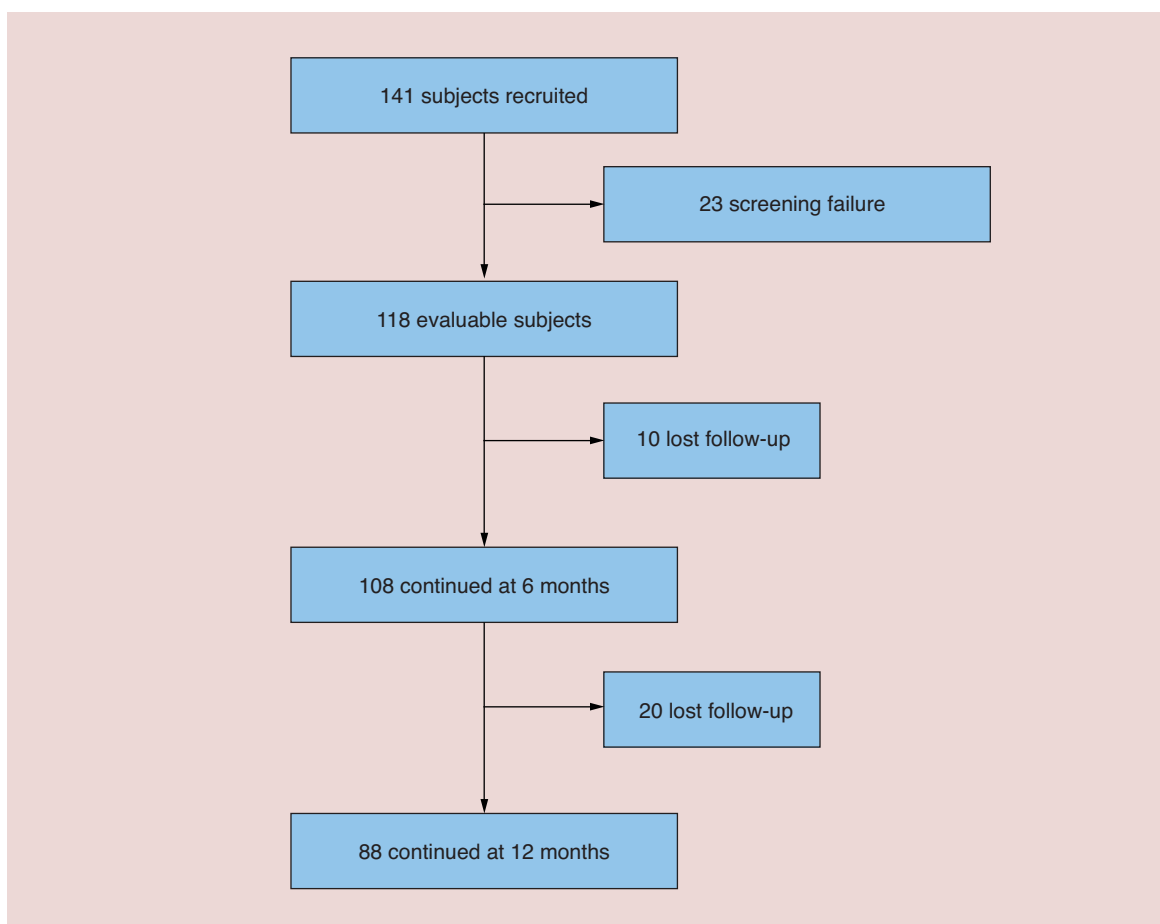 141 subjects recruited
23 screening failure
118 evaluable subjects
10 lost follow-up
108 continued at 6 months
20 lost follow-up
88 continued at 12 months